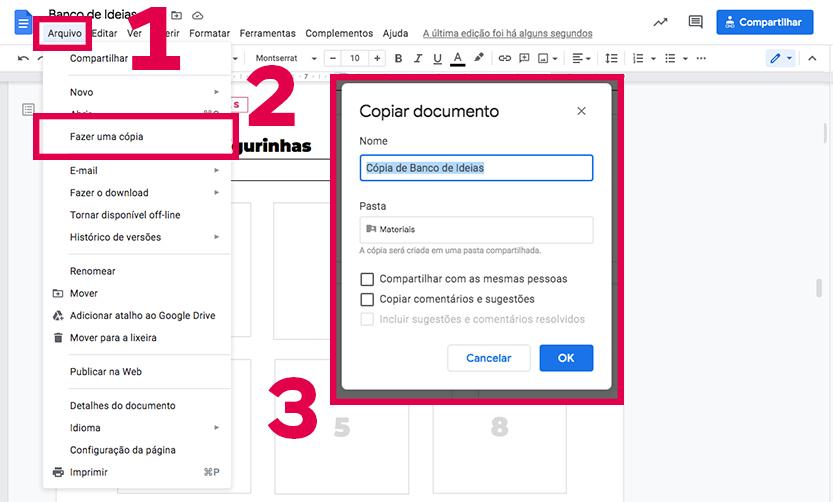 Banco de Ideias
Arquivo Editar Ver Formatar Ferramentas Complementos Ajuda A última edição foi há alguns segundos
Compartilhar
1
Montserrat 10 B I U A
Compartilhar
7
Novo
2
s
⌘O
Fazer uma cópia
gurinhas
E-mail
Fazer o download
Tornar disponível off-line
Histórico de versões
Renomear
Mover
Adicionar atalho ao Google Drive
Mover para a lixeira
Publicar na Web
Detalhes do documento
Idioma
Configuração da página
Imprimir ⌘P
Copiar documento
Nome
Cópia de Banco de Ideias
Pasta
Materiais
A cópia será criada em uma pasta compartilhada.
Compartilhar com as mesmas pessoas
Copiar comentários e sugestões
Incluir sugestões e comentários resolvidos
Cancelar OK
3
5 8